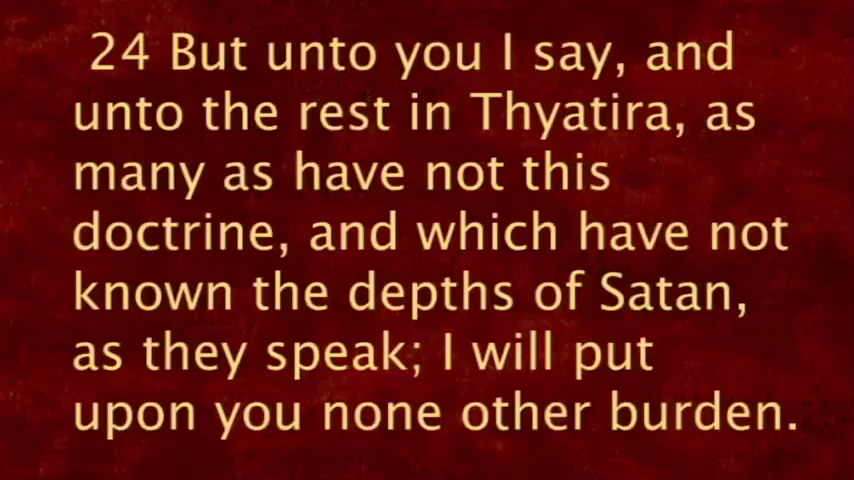 24 But unto you I say, and
unto the rest in Thyatira, as
many as have not this
doctrine, and which have not
known the depths of Satan,
as they speak; I will put
upon you none other burden.